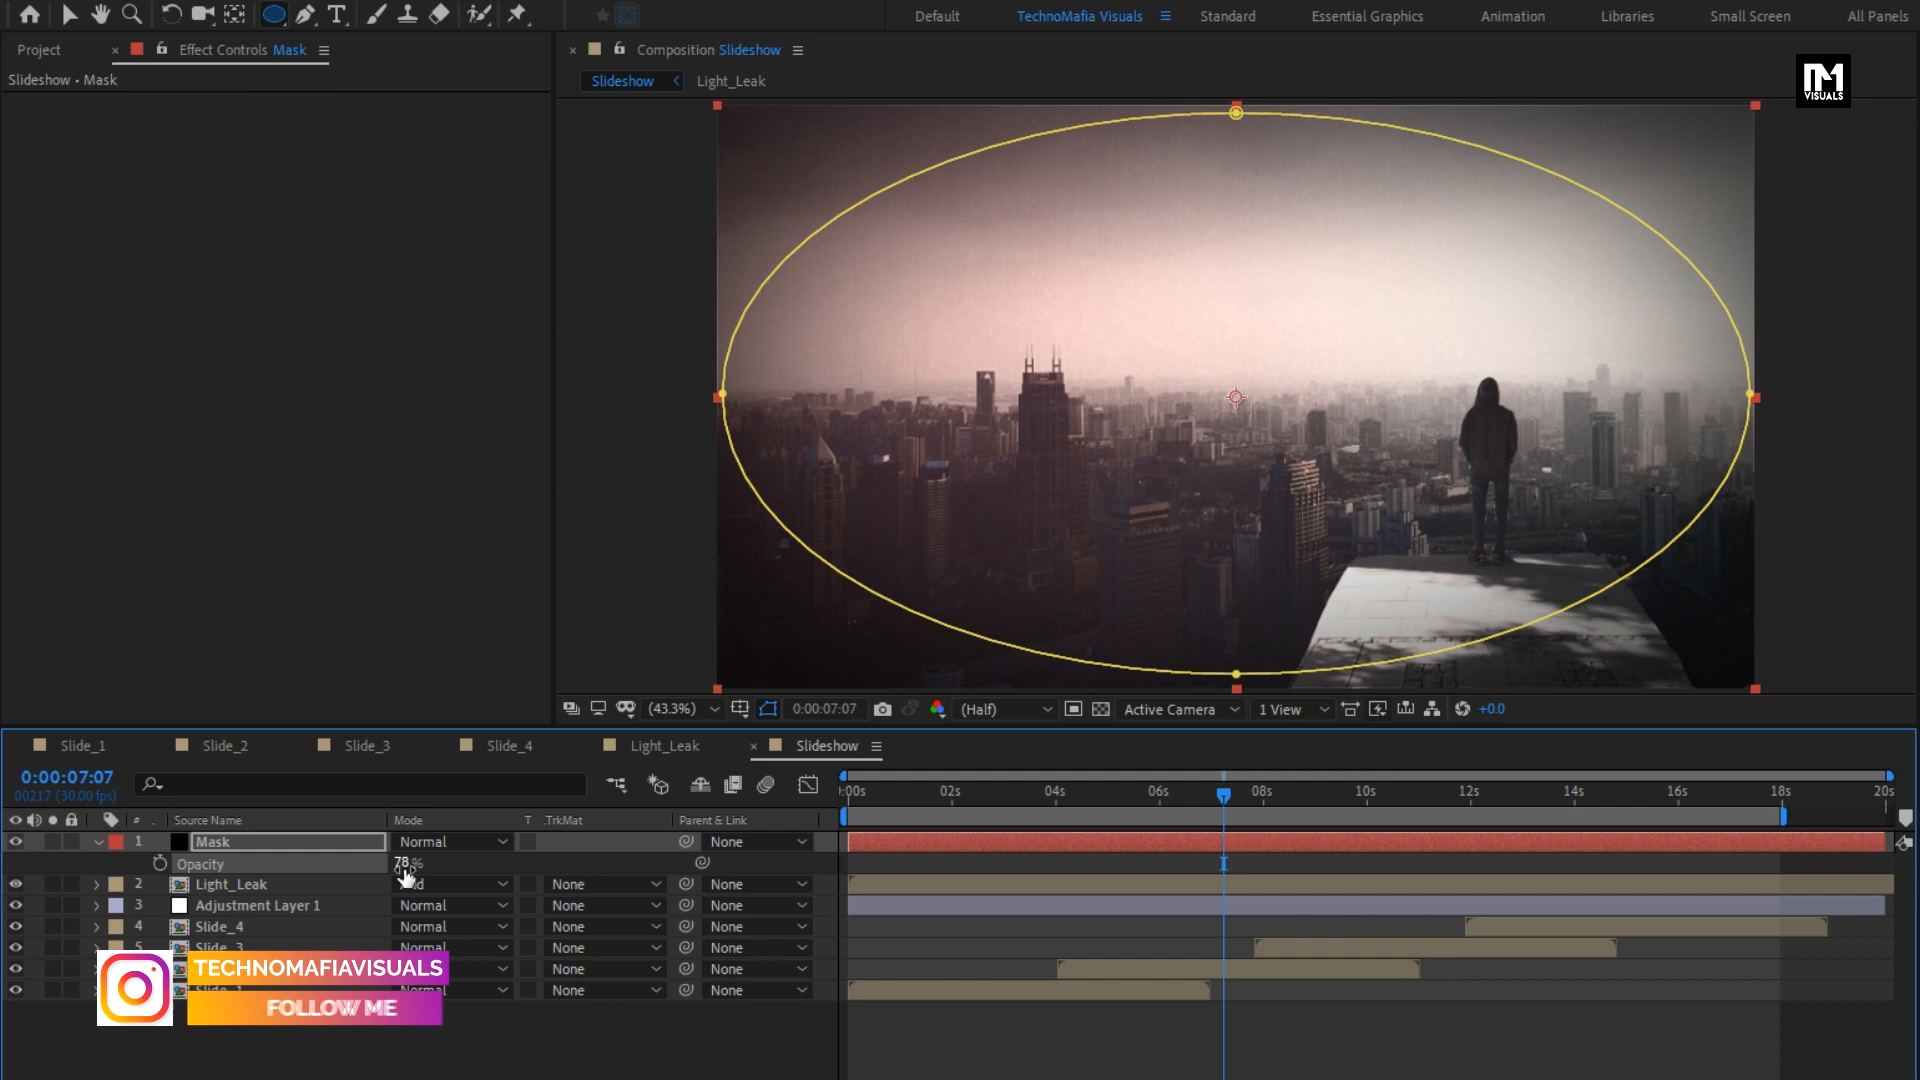 Default TechnoMafia Visuals Standard Essential Graphics Animation Libraries Small Screen All Panels
Project Effect Controls Mask
Composition Slideshow
Slideshow • Mask
Slideshow Light_Leak
TM
VISUALS
(43.3%) 0:00:07:07 (Half) Active Camera 1 View +0.0
Slide_1 Slide_2 Slide_3 Slide_4 Light_Leak Slideshow
0:00:07:07
00217 (30.00 fps)
:00s 02s 04s 06s 08s 10s 12s 14s 16s 18s 20s
# Source Name Mode T .TrkMat Parent & Link
1 Mask Normal None
Opacity 78 %
2 Light_Leak None None
3 Adjustment Layer 1 Normal None None
4 Slide_4 Normal None None
5 Slide_3 Normal None None
Normal None None
Slide_1 Normal None None
TECHNOMAFIAVISUALS
FOLLOW ME